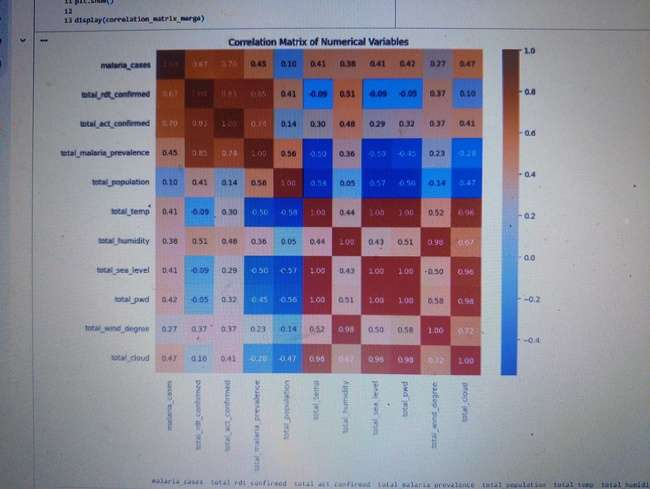 12
13 display(correlation_matrix_marga)
Correlation Matrix of Numerical Variables
malaria_cases 0.67 0.70 0.45 0.10 0.41 0.38 0.41 0.42 0.27 0.47
total_rdt_confirmed 0.67 0.41 -0.09 0.51 -0.09 -0.05 0.37 0.10
total_act_confirmed 0.70 0.93 1.00 0.74 0.14 0.30 0.48 0.29 0.32 0.37 0.41
total_malaria_prevalence 0.45 0.85 0.74 1.00 0.56 -0.50 0.36 -0.50 -0.45 0.23 -0.28
total_population 0.10 0.41 0.14 0.58 1.00 0.58 0.05 0.57 -0.56 -0.14 0.47
total_temp 0.41 -0.09 0.30 -0.50 -0.58 1.00 0.44 1.00 1.00 0.52 0.96
total_humidity 0.38 0.51 0.48 0.36 0.05 0.44 1.00 0.43 0.51 0.98 0.67
total_sea_level 0.41 -0.09 0.29 -0.50 -0.57 1.00 0.43 1.00 1.00 -0.50 0.96
total_pwd 0.42 -0.05 0.32 -0.45 -0.56 1.00 0.51 1.00 1.00 0.58 0.98
total_wind_degree 0.27 0.37 0.37 0.23 -0.14 0.52 0.98 0.50 0.58 1.00 0.72
total_cloud 0.47 0.10 0.41 -0.28 -0.47 0.96 0.67 0.96 0.98 0.72 1.00
malaria_cases
total_rdt_confirmed
total_act_confirmed
total_malaria_prevalence
total_population
total_temp
total_humidity
total_sea_level
total_pwd
total_wind_degree
total_cloud
1.0
0.8
0.6
0.4
0.2
0.0
-0.2
-0.4
malaria_cases total_rdt_confirmed total_act_confirmed total_malaria_prevalence total_population total_temp total_humidi